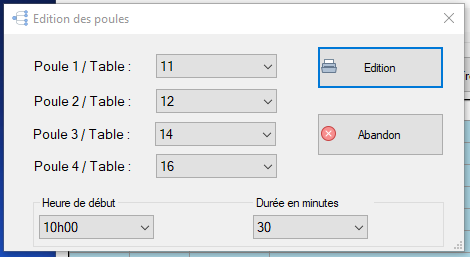 Edition des poules
Poule 1 / Table : 11
Edition
Poule 2 / Table : 12
Poule 3 / Table : 14
Abandon
Poule 4 / Table : 16
Heure de début
Durée en minutes
10h00
30